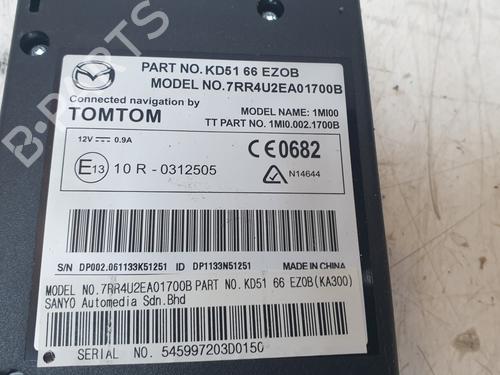 PART NO. KD51 66 EZ0B
MODEL NO.7RR4U2EA01700B
Connected navigation by
TOMTOM
MODEL NAME: 1MI00
TT PART NO. 1MI0.002.1700B
12V 0.9A
E13 10 R - 0312505
CE0682
N14644
S/N DP002.061133K51251 ID DP1133N51251 MADE IN CHINA
MODEL NO.7RR4U2EA01700B PART NO.KD51 66 EZ0B(KA300)
SANYO Automedia Sdn.Bhd
SERIAL NO. 545997203D0150
B-PARTS